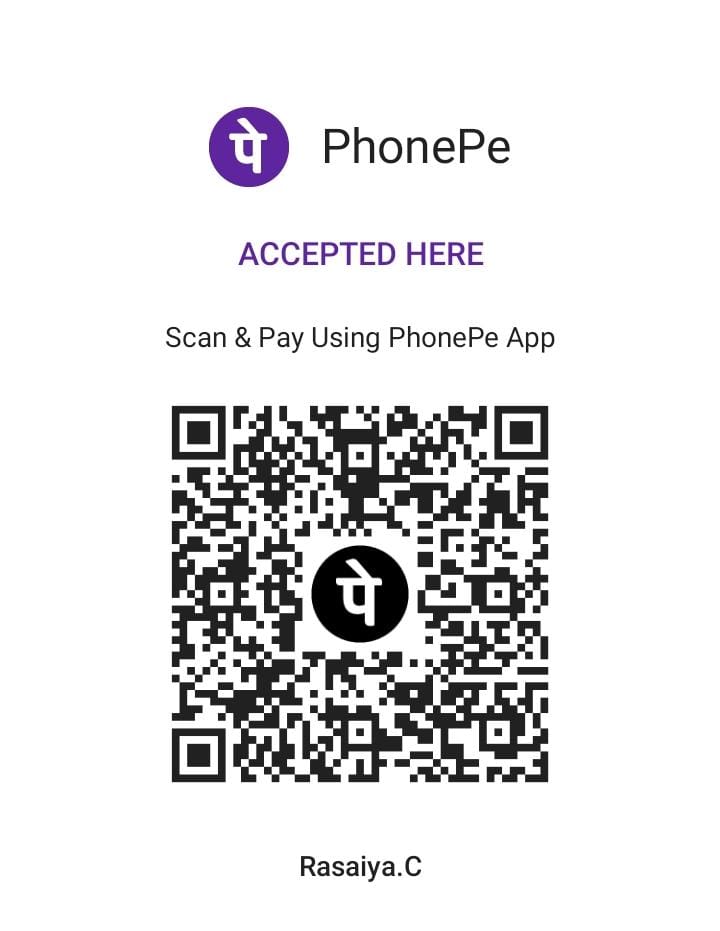 पे PhonePe
ACCEPTED HERE
Scan & Pay Using PhonePe App
पे
Rasaiya.C